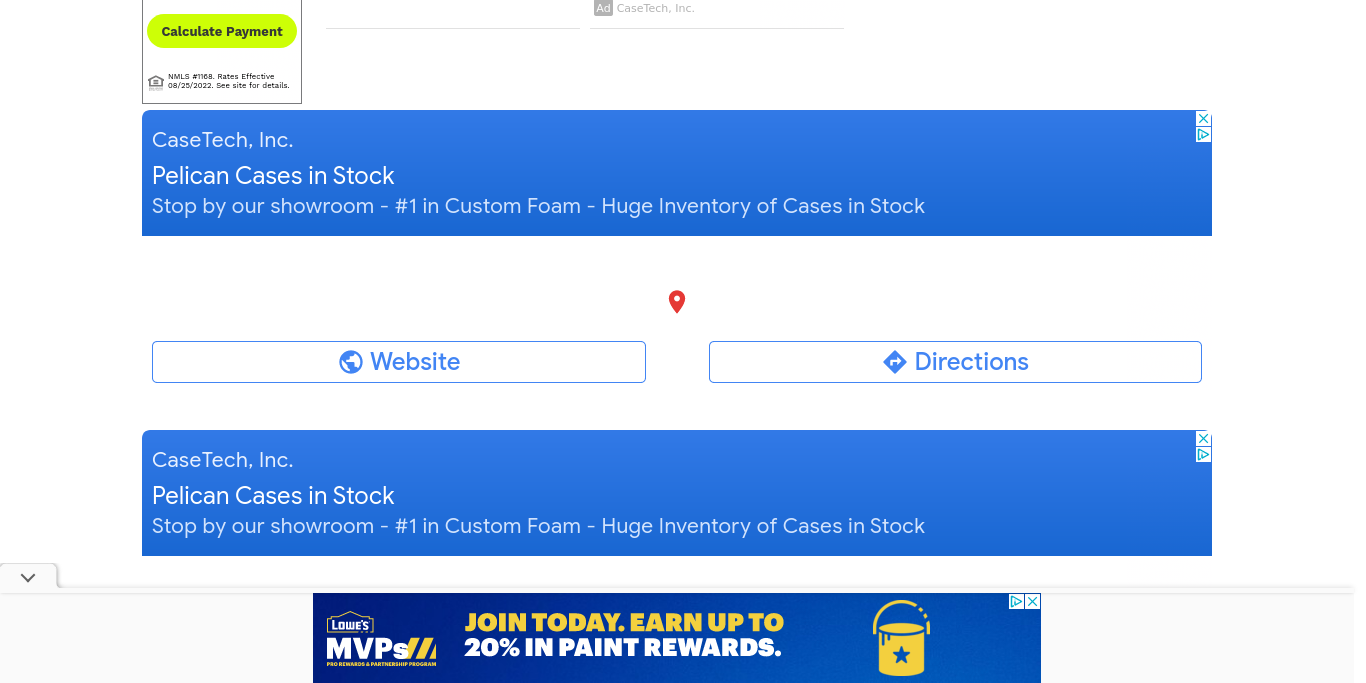 Ad CaseTech, Inc.
Calculate Payment
NMLS #1168. Rates Effective
08/25/2022. See site for details.
CaseTech, Inc.
Pelican Cases in Stock
Stop by our showroom - #1 in Custom Foam - Huge Inventory of Cases in Stock
Website
Directions
CaseTech, Inc.
Pelican Cases in Stock
Stop by our showroom - #1 in Custom Foam - Huge Inventory of Cases in Stock
LOWE'S
MVPs
PRO REWARDS & PARTNERSHIP PROGRAM
JOIN TODAY. EARN UP TO
20% IN PAINT REWARDS.